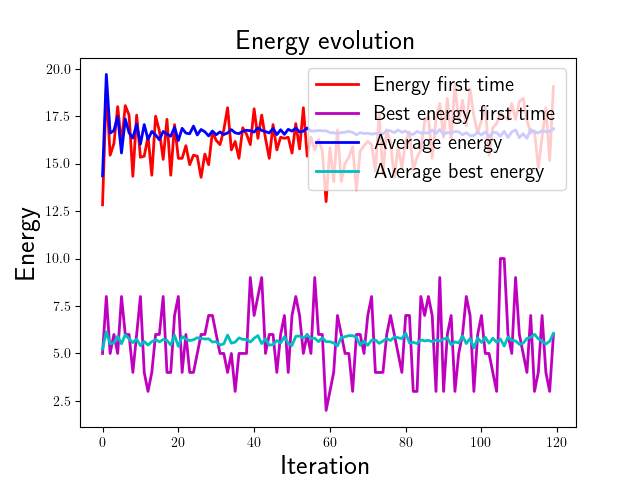 Energy evolution
Energy first time
Best energy first time
Average energy
Average best energy
Energy
20.0
17.5
15.0
12.5
10.0
7.5
5.0
2.5
0 20 40 60 80 100 120
Iteration